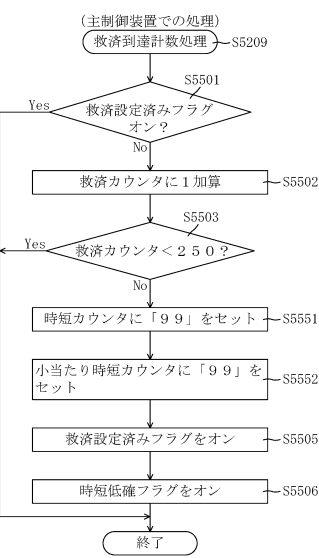 （主制御装置での処理）
救済到達計数処理
S5209
S5501
Yes
救済設定済みフラグ
オン？
No
救済カウンタに１加算
S5502
S5503
Yes
救済カウンタ＜２５０？
No
時短カウンタに「９９」をセット
S5551
小当たり時短カウンタに「９９」を
セット
S5552
救済設定済みフラグをオン
S5505
時短低確フラグをオン
S5506
終了